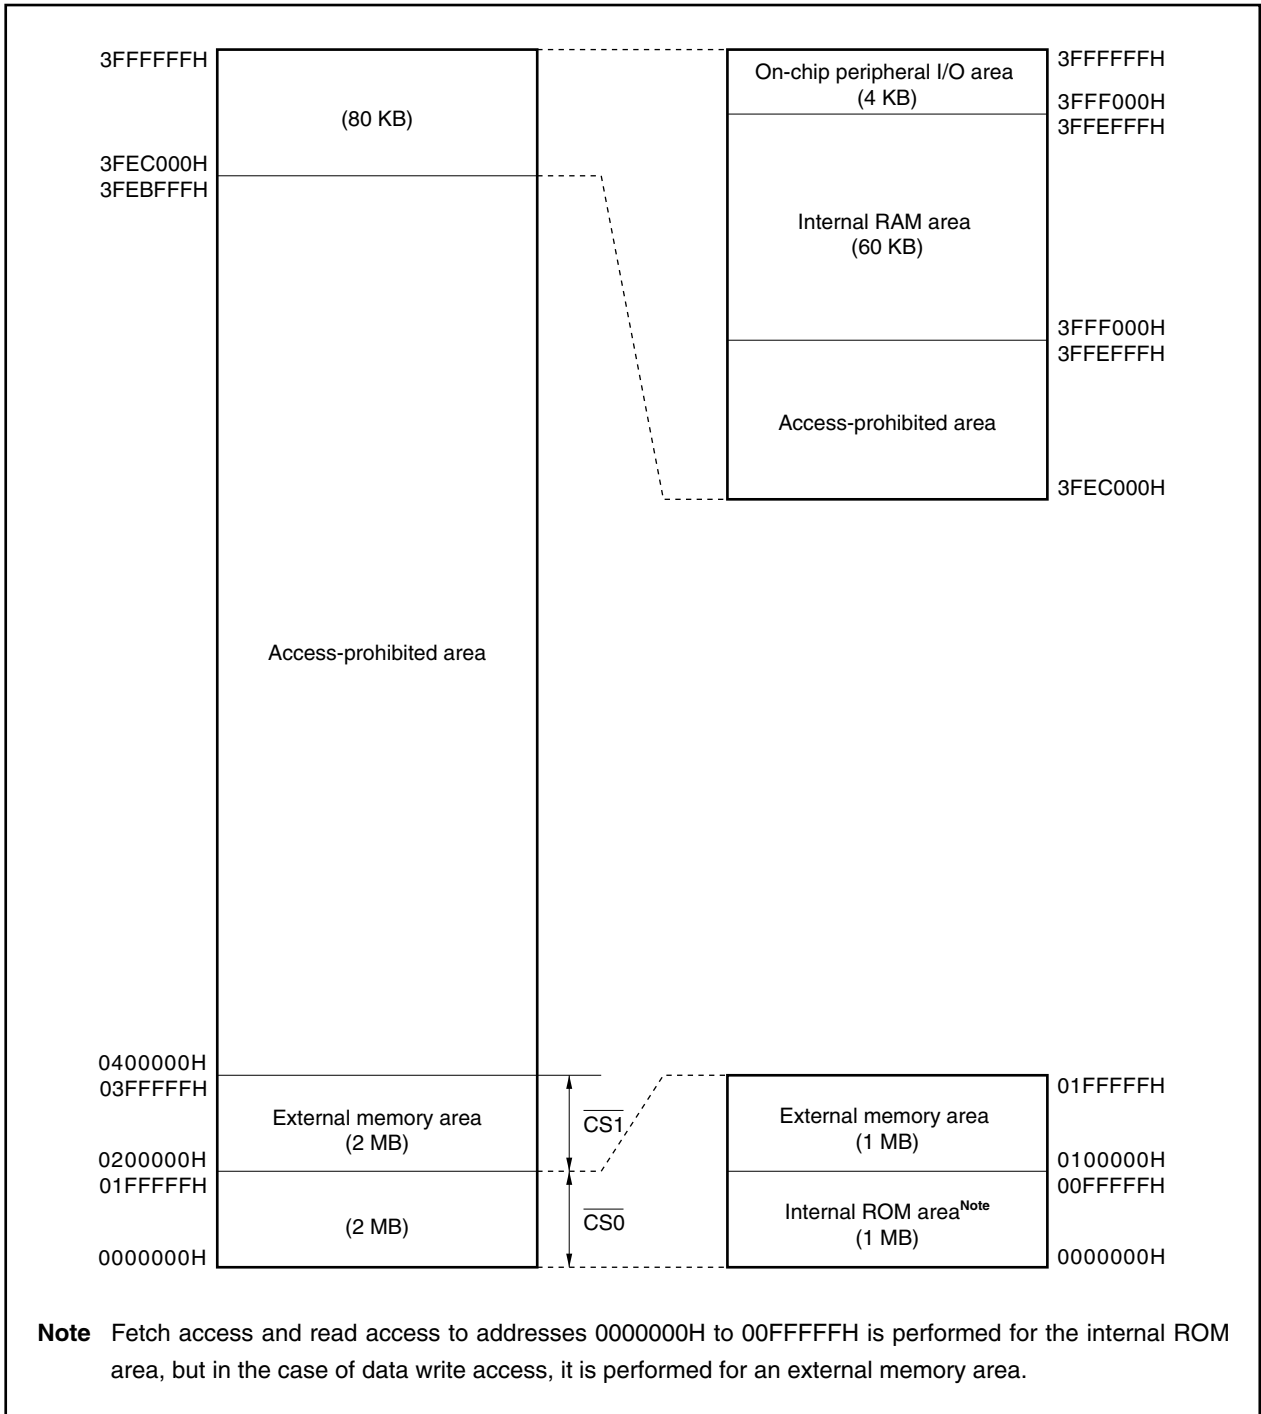 3FFFFFFH
(80 KB)
3FEC000H
3FEBFFFH
Access-prohibited area
0400000H
03FFFFFH
External memory area
(2 MB)
0200000H
01FFFFFH
(2 MB)
0000000H
CS1
CS0
On-chip peripheral I/O area
(4 KB)
3FFFFFFH
3FFF000H
3FFEFFFH
Internal RAM area
(60 KB)
3FFF000H
3FFEFFFH
Access-prohibited area
3FEC000H
External memory area
(1 MB)
01FFFFFH
0100000H
00FFFFFH
Internal ROM areaNote
(1 MB)
0000000H
Note Fetch access and read access to addresses 0000000H to 00FFFFFH is performed for the internal ROM
area, but in the case of data write access, it is performed for an external memory area.